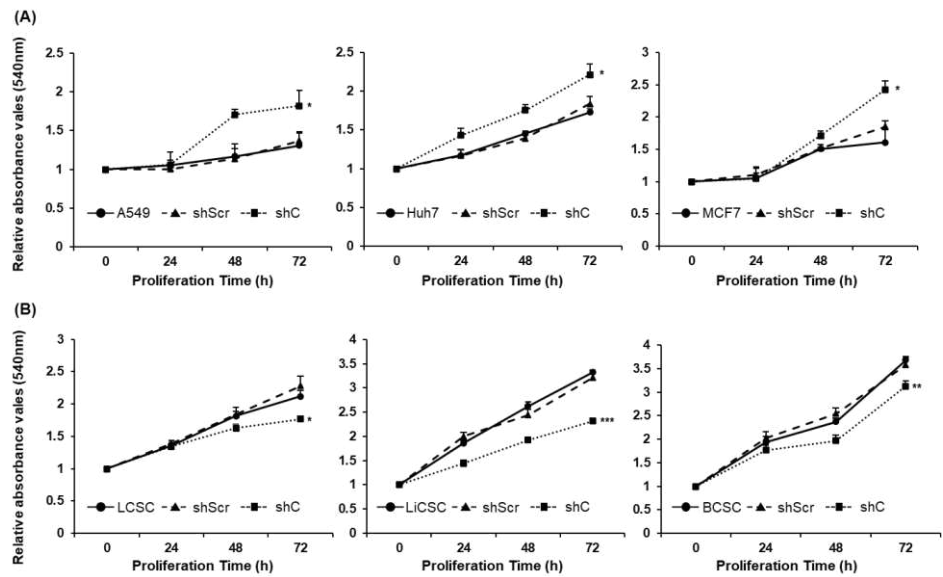 (A)
Relative absorbance vales (540nm)
2.5
2
1.5
1
0.5
0
A549 shScr shC
*
0 24 48 72
Proliferation Time (h)
2.5
2
1.5
1
0.5
0
Huh7 shScr shC
*
0 24 48 72
Proliferation Time (h)
3
2.5
2
1.5
1
0.5
0
MCF7 shScr shC
*
0 24 48 72
Proliferation Time (h)
(B)
Relative absorbance vales (540nm)
3
2.5
2
1.5
1
0.5
0
LCSC shScr shC
*
0 24 48 72
Proliferation Time (h)
4
3.5
3
2.5
2
1.5
1
0.5
0
LiCSC shScr shC
***
0 24 48 72
Proliferation Time (h)
4
3.5
3
2.5
2
1.5
1
0.5
0
BCSC shScr shC
**
0 24 48 72
Proliferation Time (h)